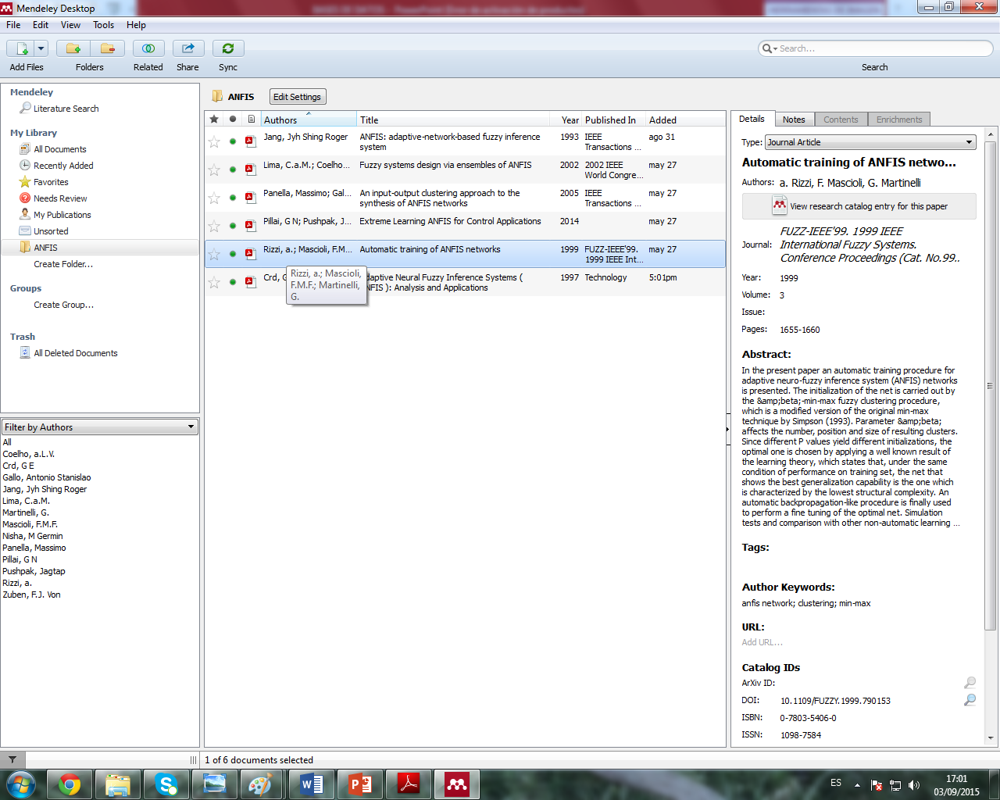 Mendeley Desktop
File Edit View Tools Help
Add Files Folders Related Share Sync
Search...
Search
Mendeley
Literature Search
My Library
All Documents
Recently Added
Favorites
Needs Review
My Publications
Unsorted
ANFIS
Create Folder...
Groups
Create Group...
Trash
All Deleted Documents
Filter by Authors
All
Coelho, a.L.V.
Crd, G E
Gallo, Antonio Stanislao
Jang, Jyh Shing Roger
Lima, C.a.M.
Martinelli, G.
Mascioli, F.M.F.
Nisha, M Germin
Panella, Massimo
Pillai, G N
Pushpak, Jagtap
Rizzi, a.
Zuben, F.J. Von
ANFIS Edit Settings
Authors Title Year Published In Added
Jang, Jyh Shing Roger ANFIS: adaptive-network-based fuzzy inference 1993 IEEE ago 31
system Transactions ...
Lima, C.a.M.; Coelho... Fuzzy systems design via ensembles of ANFIS 2002 2002 IEEE may 27
World Congre...
Panella, Massimo; Gal... An input-output clustering approach to the 2005 IEEE may 27
synthesis of ANFIS networks Transactions ...
Pillai, G N; Pushpak, J... Extreme Learning ANFIS for Control Applications 2014 may 27
Rizzi, a.; Mascioli, F.M... Automatic training of ANFIS networks 1999 FUZZ-IEEE'99. may 27
1999 IEEE Int...
Crd, G daptive Neural Fuzzy Inference Systems ( 1997 Technology 5:01pm
NFIS ): Analysis and Applications
Rizzi, a.; Mascioli,
F.M.F.; Martinelli,
G.
Details Notes Contents Enrichments
Type: Journal Article
Automatic training of ANFIS netwo...
Authors: a. Rizzi, F. Mascioli, G. Martinelli
View research catalog entry for this paper
Journal: FUZZ-IEEE'99. 1999 IEEE
International Fuzzy Systems.
Conference Proceedings (Cat. No.99..
Year: 1999
Volume: 3
Issue:
Pages: 1655-1660
Abstract:
In the present paper an automatic training procedure for
adaptive neuro-fuzzy inference system (ANFIS) networks
is presented. The initialization of the net is carried out by
the &amp;beta;-min-max fuzzy clustering procedure,
which is a modified version of the original min-max
technique by Simpson (1993). Parameter &amp;beta;
affects the number, position and size of resulting clusters.
Since different P values yield different initializations, the
optimal one is chosen by applying a well known result of
the learning theory, which states that, under the same
condition of performance on training set, the net that
shows the best generalization capability is the one which
is characterized by the lowest structural complexity. An
automatic backpropagation-like procedure is finally used
to perform a fine tuning of the optimal net. Simulation
tests and comparison with other non-automatic learning ...
Tags:
Author Keywords:
anfis network; clustering; min-max
URL:
Add URL...
Catalog IDs
ArXiv ID:
DOI: 10.1109/FUZZY.1999.790153
ISBN: 0-7803-5406-0
ISSN: 1098-7584
1 of 6 documents selected
ES
17:01
03/09/2015